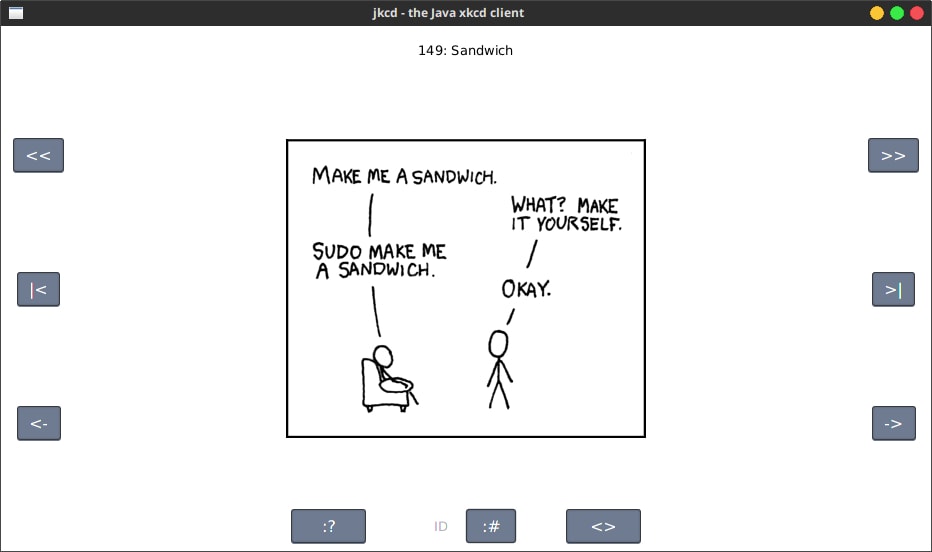 jkcd - the Java xkcd client
149: Sandwich
<<
>>
MAKE ME A SANDWICH.
WHAT? MAKE
IT YOURSELF.
SUDO MAKE ME
A SANDWICH.
OKAY.
|<
>|
<-
->
:?
ID
:#
<>